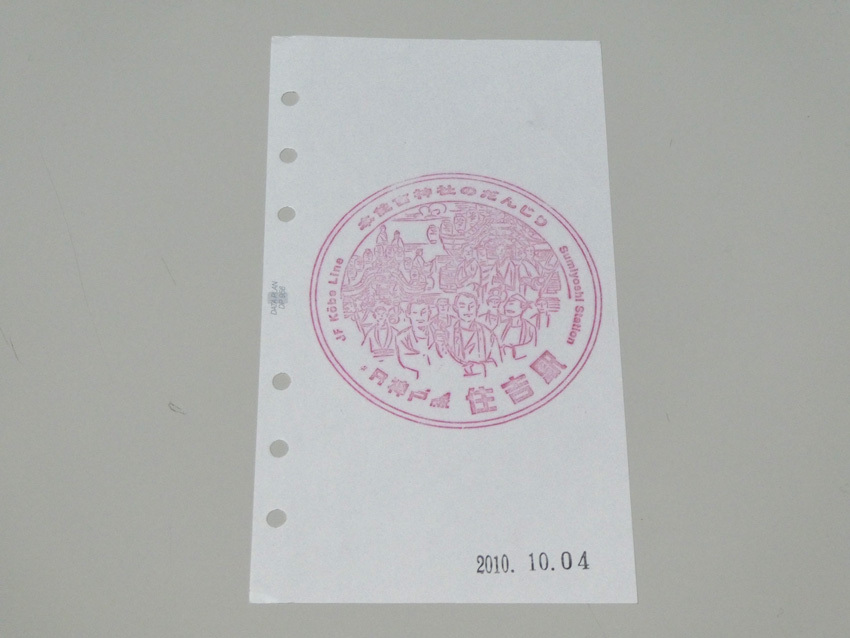 本住吉神社のだんじり
JR Kōbe Line
Sumiyoshi Station
JR神戸線 住吉駅
2010. 10.04